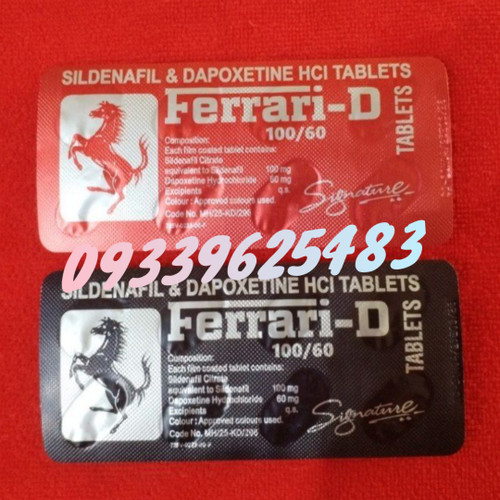 SILDENAFIL & DAPOXETINE HCl TABLETS
Ferrari-D
100/60
TABLETS
Composition:
Each film coated tablet contains:
Sildenafil Citrate
equivalent to Sildenafil 100 mg
Dapoxetine Hydrochloride 60 mg
Excipients q.s.
Colour : Approved colours used.
Code No. MH/25-KD/266
Signature
09339625483
SILDENAFIL & DAPOXETINE HCl TABLETS
Ferrari-D
100/60
TABLETS
Composition:
Each film coated tablet contains:
Sildenafil Citrate
equivalent to Sildenafil 100 mg
Dapoxetine Hydrochloride 60 mg
Excipients q.s.
Colour : Approved colours used.
Code No. MH/25-KD/266
Signature